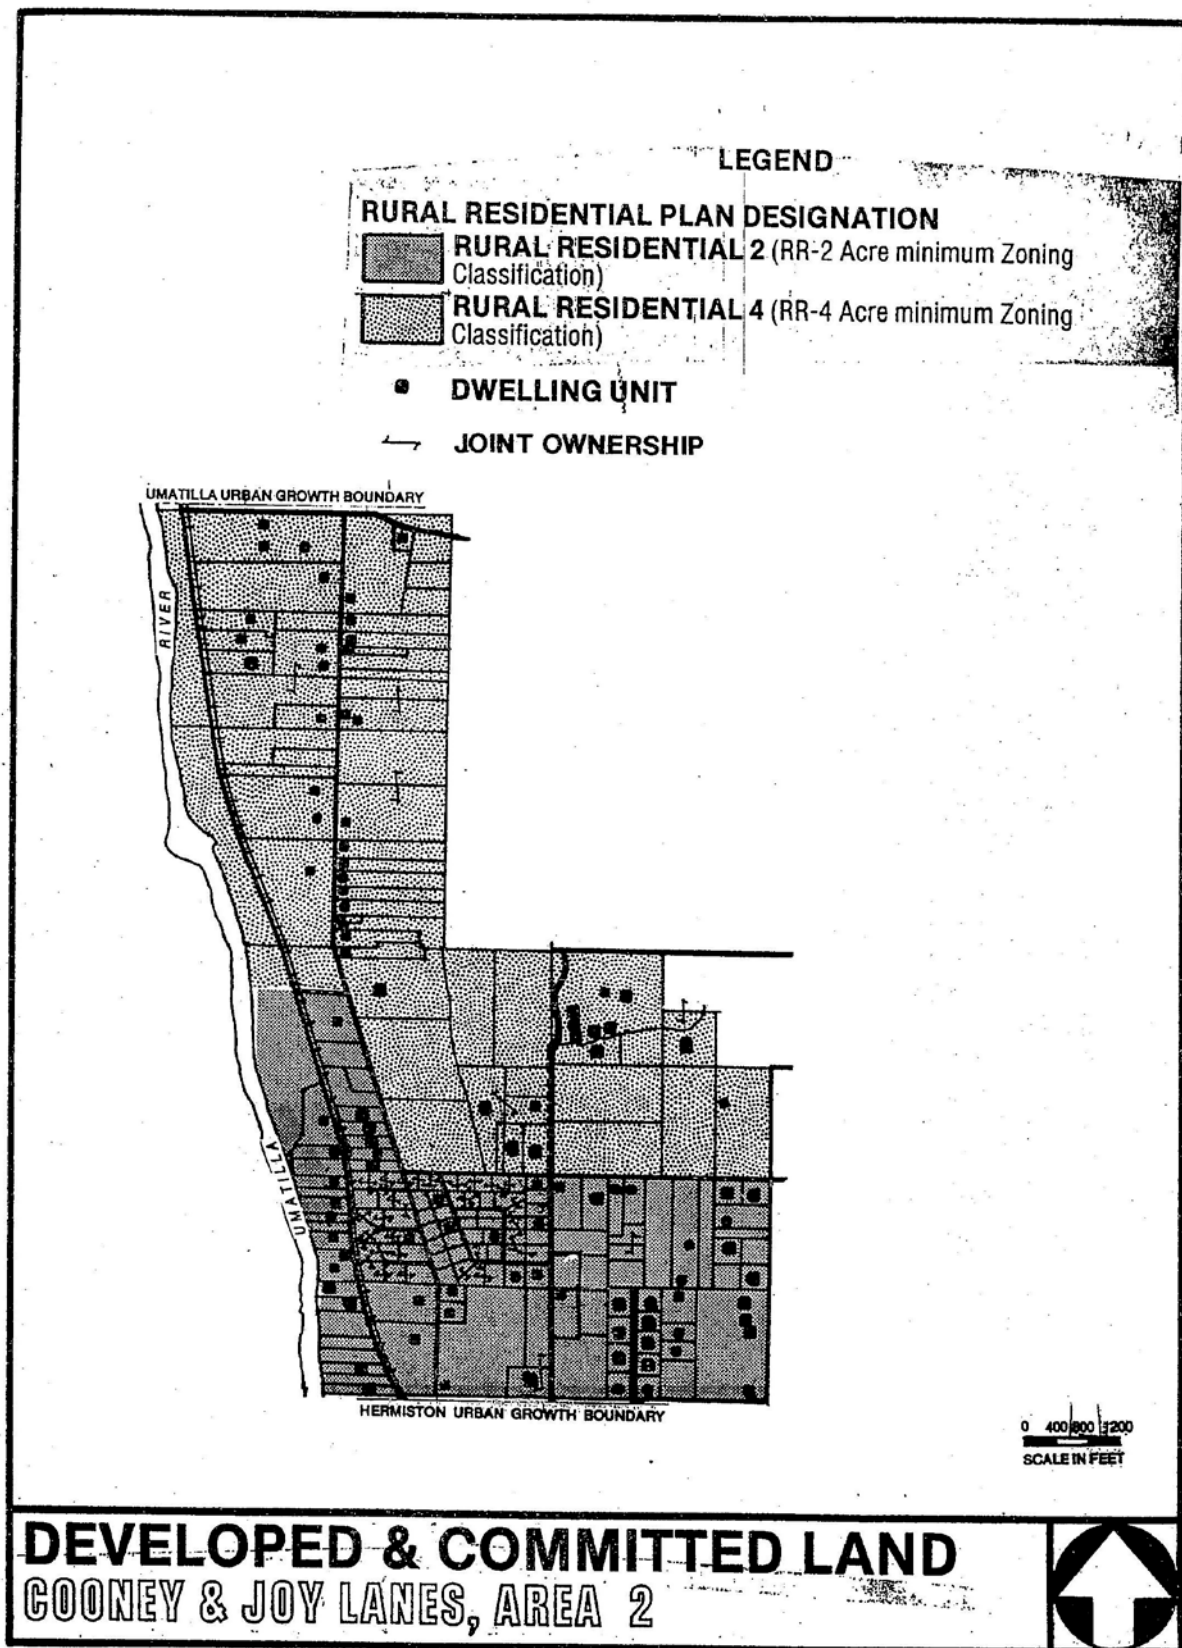 LEGEND
RURAL RESIDENTIAL PLAN DESIGNATION
RURAL RESIDENTIAL 2 (RR-2 Acre minimum Zoning
Classification)
RURAL RESIDENTIAL 4 (RR-4 Acre minimum Zoning
Classification)
DWELLING UNIT
JOINT OWNERSHIP
UMATILLA URBAN GROWTH BOUNDARY
RIVER
UMATILLA
HERMISTON URBAN GROWTH BOUNDARY
0 400 800 1200
SCALE IN FEET
DEVELOPED & COMMITTED LAND
COONEY & JOY LANES, AREA 2